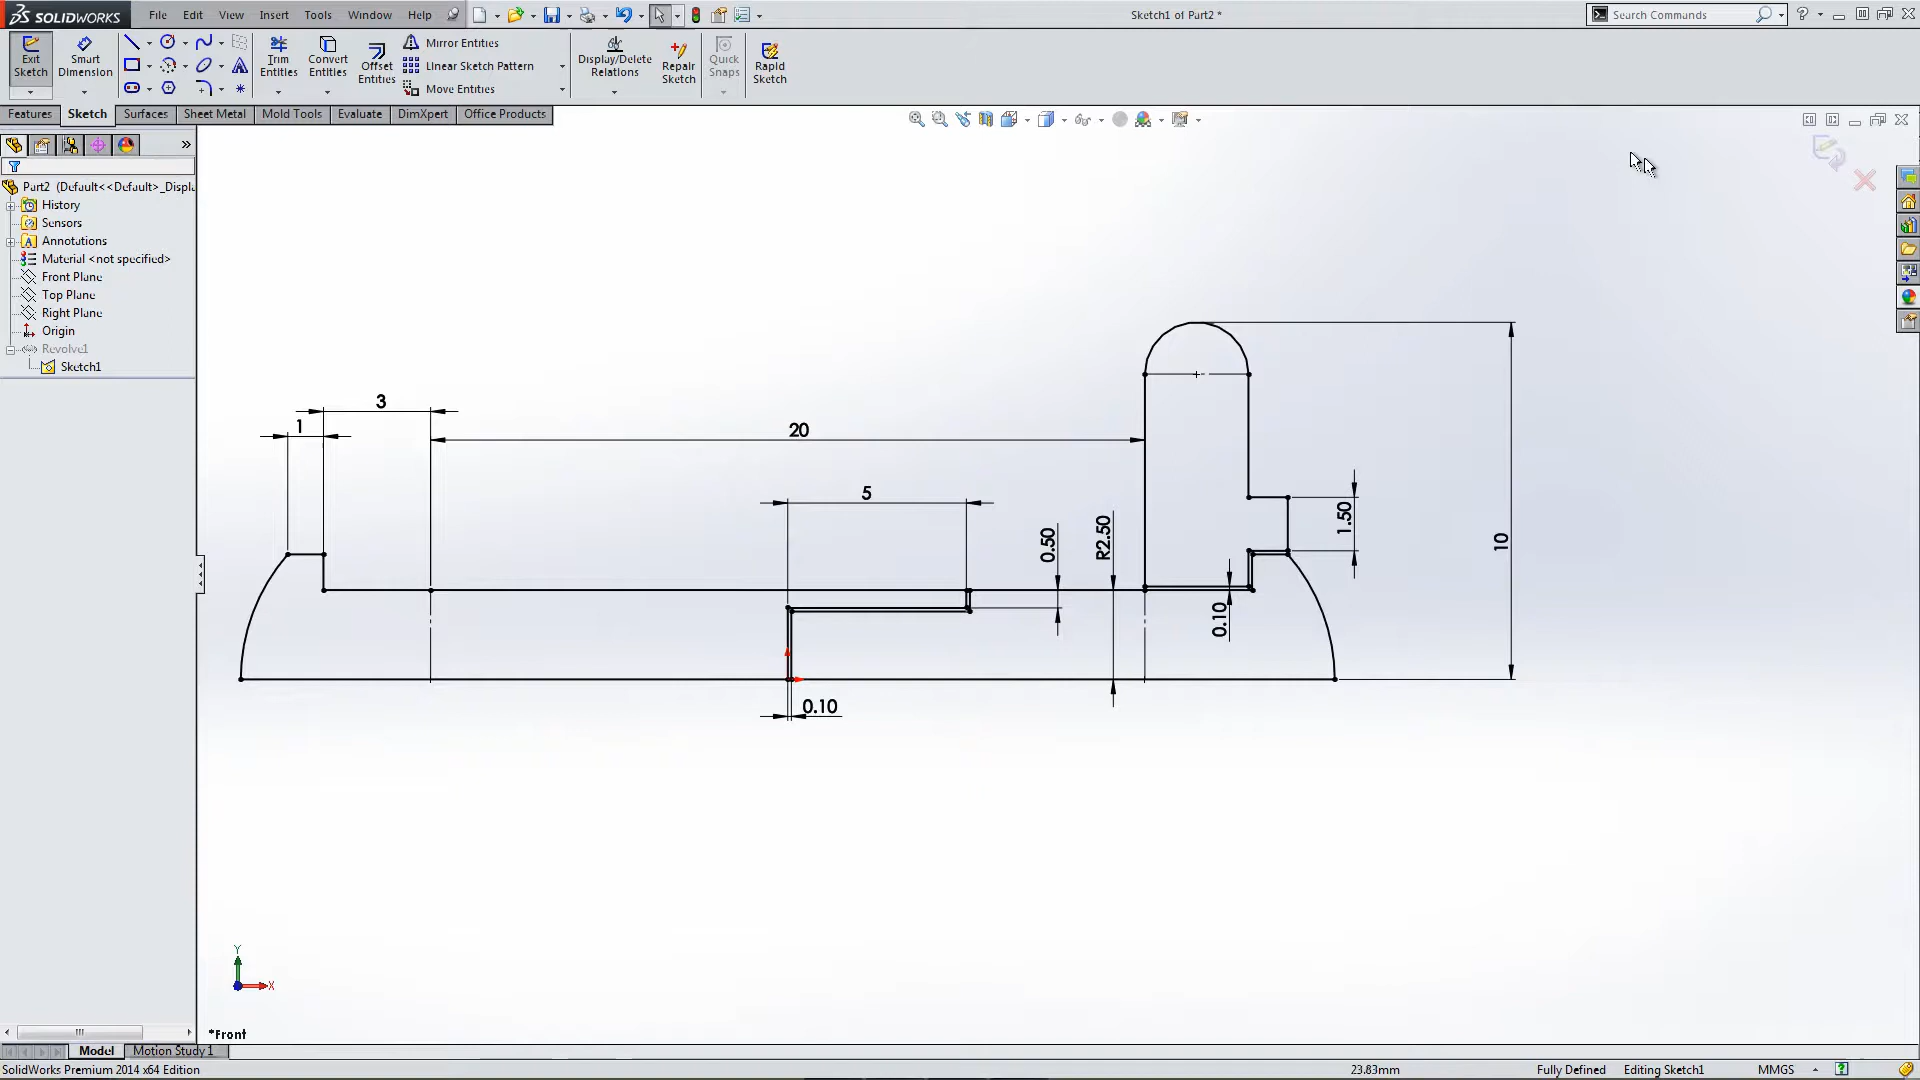 SOLIDWORKS
File Edit View Insert Tools Window Help
Sketch1 of Part2 *
Search Commands
Exit Sketch
Smart Dimension
Trim Entities
Convert Entities
Offset Entities
Mirror Entities
Linear Sketch Pattern
Move Entities
Display/Delete Relations
Repair Sketch
Quick Snaps
Rapid Sketch
Features Sketch Surfaces Sheet Metal Mold Tools Evaluate DimXpert Office Products
Part2 (Default<<Default>_Displa
History
Sensors
Annotations
Material <not specified>
Front Plane
Top Plane
Right Plane
Origin
Revolve1
Sketch1
3
1
20
5
0.50
R2.50
1.50
10
0.10
0.10
Y
X
*Front
Model Motion Study 1
SolidWorks Premium 2014 x64 Edition
23.83mm Fully Defined Editing Sketch1 MMGS